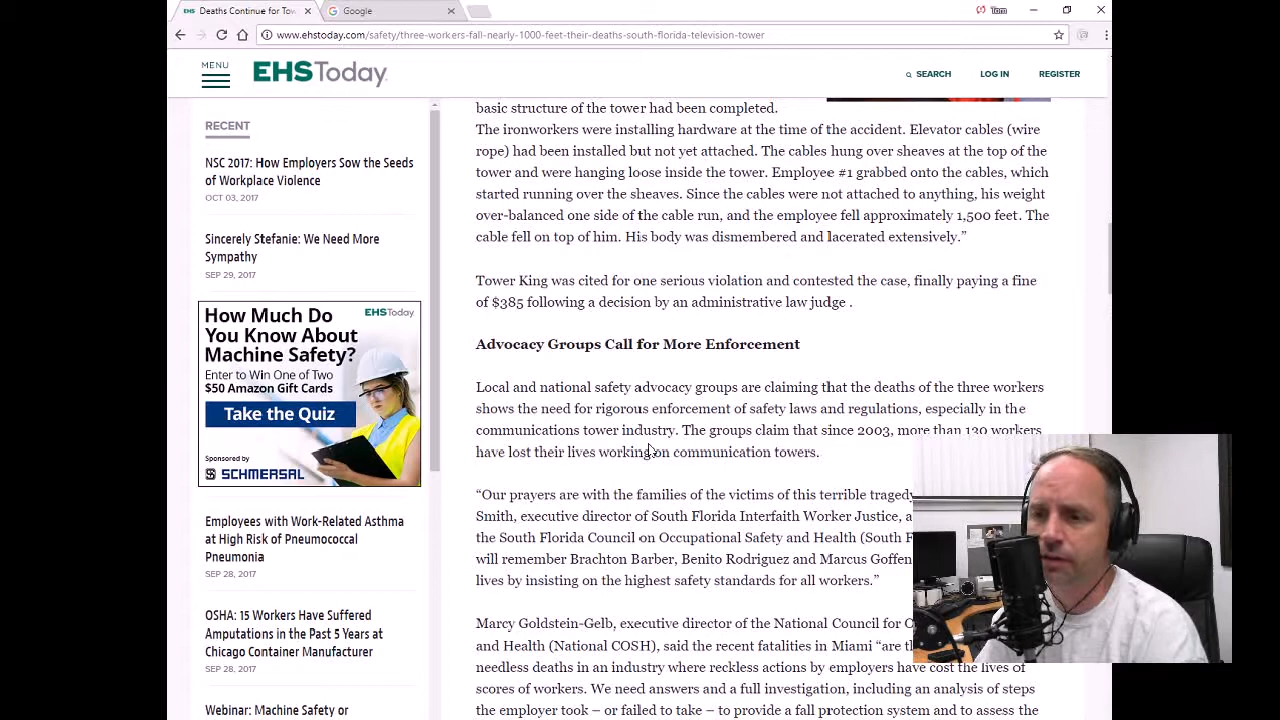 Deaths Continue for Tow
Google
Tom
www.ehstoday.com/safety/three-workers-fall-nearly-1000-feet-their-deaths-south-florida-television-tower
MENU
EHSToday
SEARCH
LOG IN
REGISTER
RECENT
NSC 2017: How Employers Sow the Seeds
of Workplace Violence
OCT 03, 2017
Sincerely Stefanie: We Need More
Sympathy
SEP 29, 2017
How Much Do
You Know About
Machine Safety?
EHSToday
Enter to Win One of Two
$50 Amazon Gift Cards
Take the Quiz
Sponsored by
SCHMERSAL
Employees with Work-Related Asthma
at High Risk of Pneumococcal
Pneumonia
SEP 28, 2017
OSHA: 15 Workers Have Suffered
Amputations in the Past 5 Years at
Chicago Container Manufacturer
SEP 28, 2017
Webinar: Machine Safety or
basic structure of the tower had been completed.
The ironworkers were installing hardware at the time of the accident. Elevator cables (wire
rope) had been installed but not yet attached. The cables hung over sheaves at the top of the
tower and were hanging loose inside the tower. Employee #1 grabbed onto the cables, which
started running over the sheaves. Since the cables were not attached to anything, his weight
over-balanced one side of the cable run, and the employee fell approximately 1,500 feet. The
cable fell on top of him. His body was dismembered and lacerated extensively.”
Tower King was cited for one serious violation and contested the case, finally paying a fine
of $385 following a decision by an administrative law judge .
Advocacy Groups Call for More Enforcement
Local and national safety advocacy groups are claiming that the deaths of the three workers
shows the need for rigorous enforcement of safety laws and regulations, especially in the
communications tower industry. The groups claim that since 2003, more than 130 workers
have lost their lives working on communication towers.
“Our prayers are with the families of the victims of this terrible tragedy
Smith, executive director of South Florida Interfaith Worker Justice, a
the South Florida Council on Occupational Safety and Health (South F
will remember Brachton Barber, Benito Rodriguez and Marcus Goffen
lives by insisting on the highest safety standards for all workers.”
Marcy Goldstein-Gelb, executive director of the National Council for O
and Health (National COSH), said the recent fatalities in Miami “are th
needless deaths in an industry where reckless actions by employers have cost the lives of
scores of workers. We need answers and a full investigation, including an analysis of steps
the employer took – or failed to take – to provide a fall protection system and to assess the